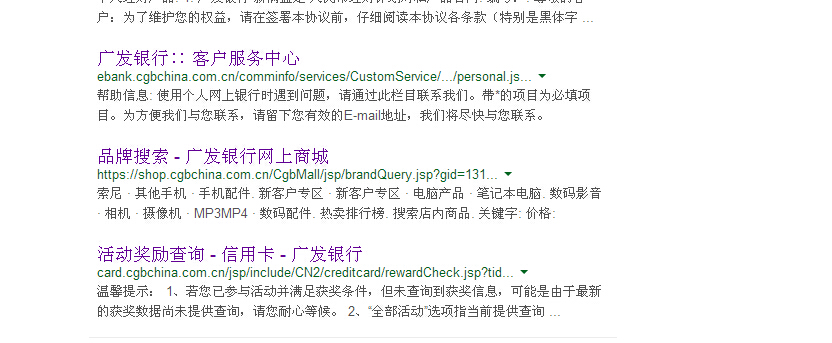 户：为了维护您的权益，请在签署本协议前，仔细阅读本协议各条款（特别是黑体字 ...
广发银行:: 客户服务中心
ebank.cgbchina.com.cn/comminfo/services/CustomService/.../personal.js...
帮助信息: 使用个人网上银行时遇到问题，请通过此栏目联系我们。带*的项目为必填项
目。为方便我们与您联系，请留下您有效的E-mail地址，我们将尽快与您联系。
品牌搜索 - 广发银行网上商城
https://shop.cgbchina.com.cn/CgbMall/jsp/brandQuery.jsp?gid=131...
索尼 · 其他手机 · 手机配件. 新客户专区 · 新客户专区 · 电脑产品 · 笔记本电脑. 数码影音
· 相机 · 摄像机 · MP3MP4 · 数码配件. 热卖排行榜. 搜索店内商品. 关键字: 价格:
活动奖励查询 - 信用卡 - 广发银行
card.cgbchina.com.cn/jsp/include/CN2/creditcard/rewardCheck.jsp?tid...
温馨提示： 1、若您已参与活动并满足获奖条件，但未查询到获奖信息，可能是由于最新
的获奖数据尚未提供查询，请您耐心等候。 2、“全部活动”选项指当前提供查询 ...